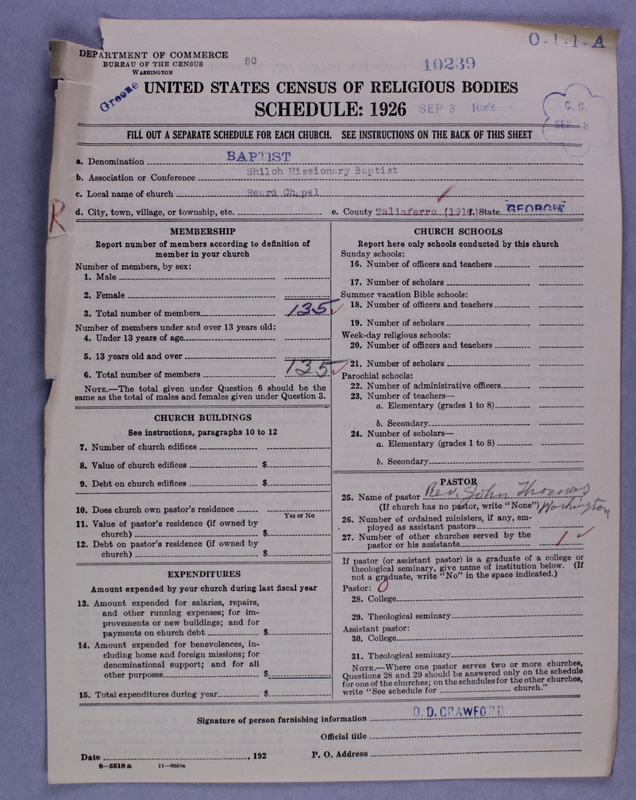 O-1-1-A
DEPARTMENT OF COMMERCE
BUREAU OF THE CENSUS
WASHINGTON
80
10239
Greene
UNITED STATES CENSUS OF RELIGIOUS BODIES
SCHEDULE: 1926
SEP 3 Rec'd
C. C.
SEP 8
FILL OUT A SEPARATE SCHEDULE FOR EACH CHURCH. SEE INSTRUCTIONS ON THE BACK OF THIS SHEET
a. Denomination BAPTIST
b. Association or Conference Shiloh Missionary Baptist
c. Local name of church Heard Chapel
d. City, town, village, or township, etc. e. County Taliaferro (1916) State GEORGIA
R
MEMBERSHIP
Report number of members according to definition of
member in your church
Number of members, by sex:
1. Male
2. Female
3. Total number of members 135
Number of members under and over 13 years old:
4. Under 13 years of age
5. 13 years old and over
6. Total number of members 135
NOTE.—The total given under Question 6 should be the
same as the total of males and females given under Question 3.
CHURCH BUILDINGS
See instructions, paragraphs 10 to 12
7. Number of church edifices
8. Value of church edifices $
9. Debt on church edifices $
10. Does church own pastor's residence
Yes or No
11. Value of pastor's residence (if owned by
church) $
12. Debt on pastor's residence (if owned by
church) $
EXPENDITURES
Amount expended by your church during last fiscal year
13. Amount expended for salaries, repairs,
and other running expenses; for im-
provements or new buildings; and for
payments on church debt $
14. Amount expended for benevolences, in-
cluding home and foreign missions; for
denominational support; and for all
other purposes $
15. Total expenditures during year $
CHURCH SCHOOLS
Report here only schools conducted by this church
Sunday schools:
16. Number of officers and teachers
17. Number of scholars
Summer vacation Bible schools:
18. Number of officers and teachers
19. Number of scholars
Week-day religious schools:
20. Number of officers and teachers
21. Number of scholars
Parochial schools:
22. Number of administrative officers
23. Number of teachers—
a. Elementary (grades 1 to 8)
b. Secondary
24. Number of scholars—
a. Elementary (grades 1 to 8)
b. Secondary
PASTOR
25. Name of pastor Rev. John Thomas
(If church has no pastor, write "None") Washington
26. Number of ordained ministers, if any, em-
ployed as assistant pastors
27. Number of other churches served by the
pastor or his assistants 1
If pastor (or assistant pastor) is a graduate of a college or
theological seminary, give name of institution below. (If
not a graduate, write "No" in the space indicated.)
Pastor: 0
28. College
29. Theological seminary
Assistant pastor:
30. College
31. Theological seminary
NOTE.—Where one pastor serves two or more churches,
Questions 28 and 29 should be answered only on the schedule
for one of the churches; on the schedules for the other churches,
write "See schedule for church."
Signature of person furnishing information D. D. CRAWFORD
Official title
Date , 192 P. O. Address
8—5518 a